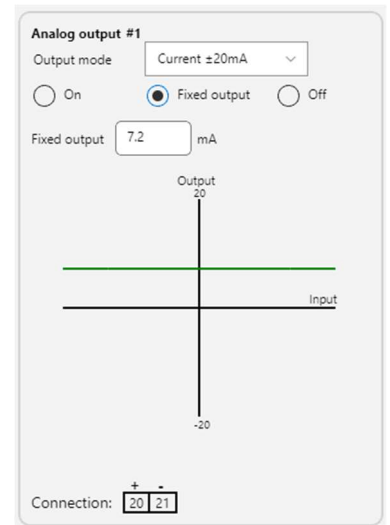 Analog output #1
Output mode Current ±20mA
On Fixed output Off
Fixed output 7.2 mA
Output
20
Input
-20
+ -
Connection: 20 21